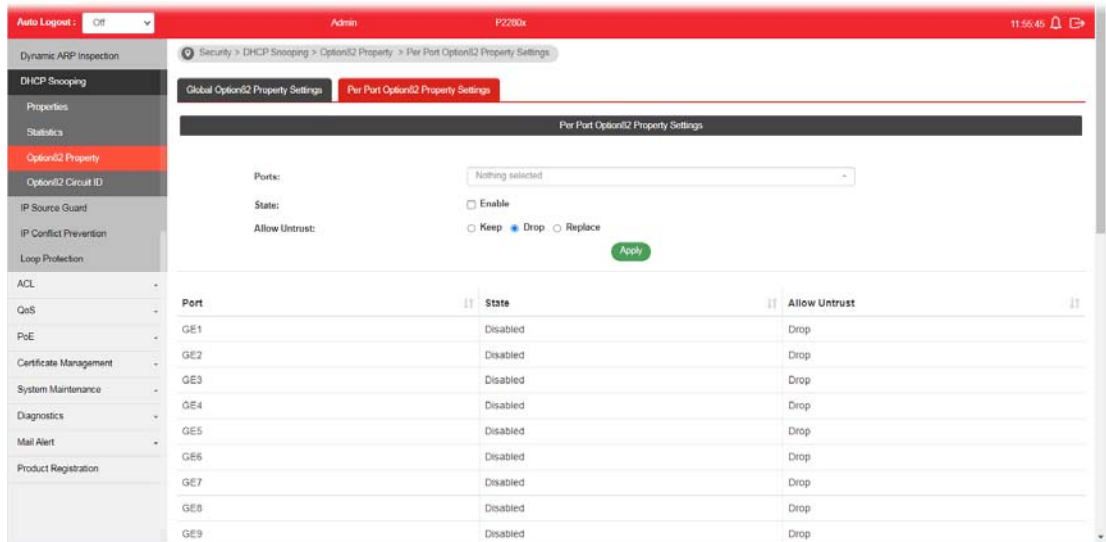 Auto Logout : Off Admin P2280x 11:55:45
Dynamic ARP Inspection
DHCP Snooping
Properties
Statistics
Option82 Property
Option82 Circuit ID
IP Source Guard
IP Conflict Prevention
Loop Protection
ACL
QoS
PoE
Certificate Management
System Maintenance
Diagnostics
Mail Alert
Product Registration
Security > DHCP Snooping > Option82 Property > Per Port Option82 Property Settings
Global Option82 Property Settings Per Port Option82 Property Settings
Per Port Option82 Property Settings
Ports: Nothing selected
State: Enable
Allow Untrust: Keep Drop Replace
Apply
Port State Allow Untrust
GE1 Disabled Drop
GE2 Disabled Drop
GE3 Disabled Drop
GE4 Disabled Drop
GE5 Disabled Drop
GE6 Disabled Drop
GE7 Disabled Drop
GE8 Disabled Drop
GE9 Disabled Drop